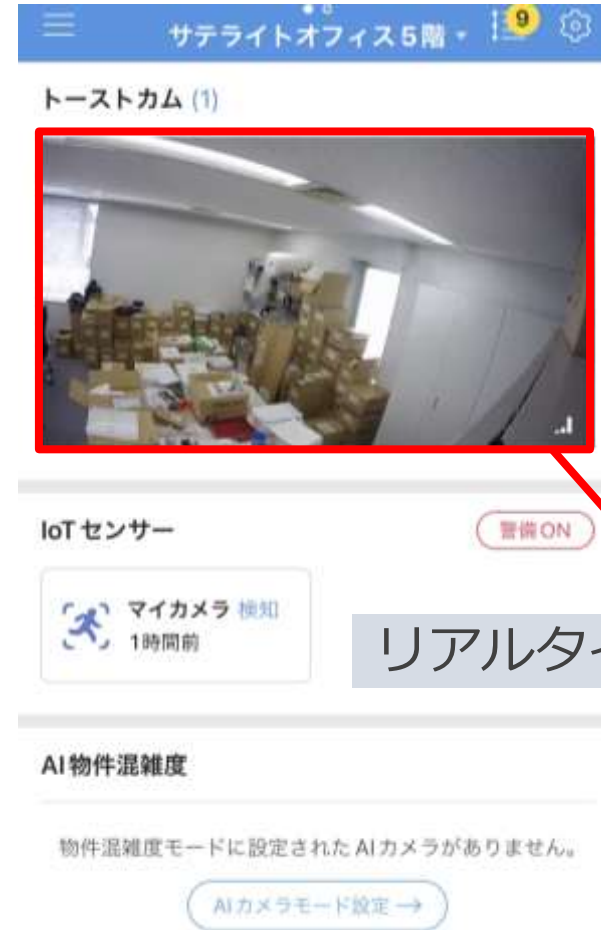 サテライトオフィス5階
9
トーストカム (1)
IoT センサー
警備ON
マイカメラ 検知
1時間前
リアルタイ
AI 物件混雑度
物件混雑度モードに設定された AI カメラがありません。
AI カメラモード設定 →